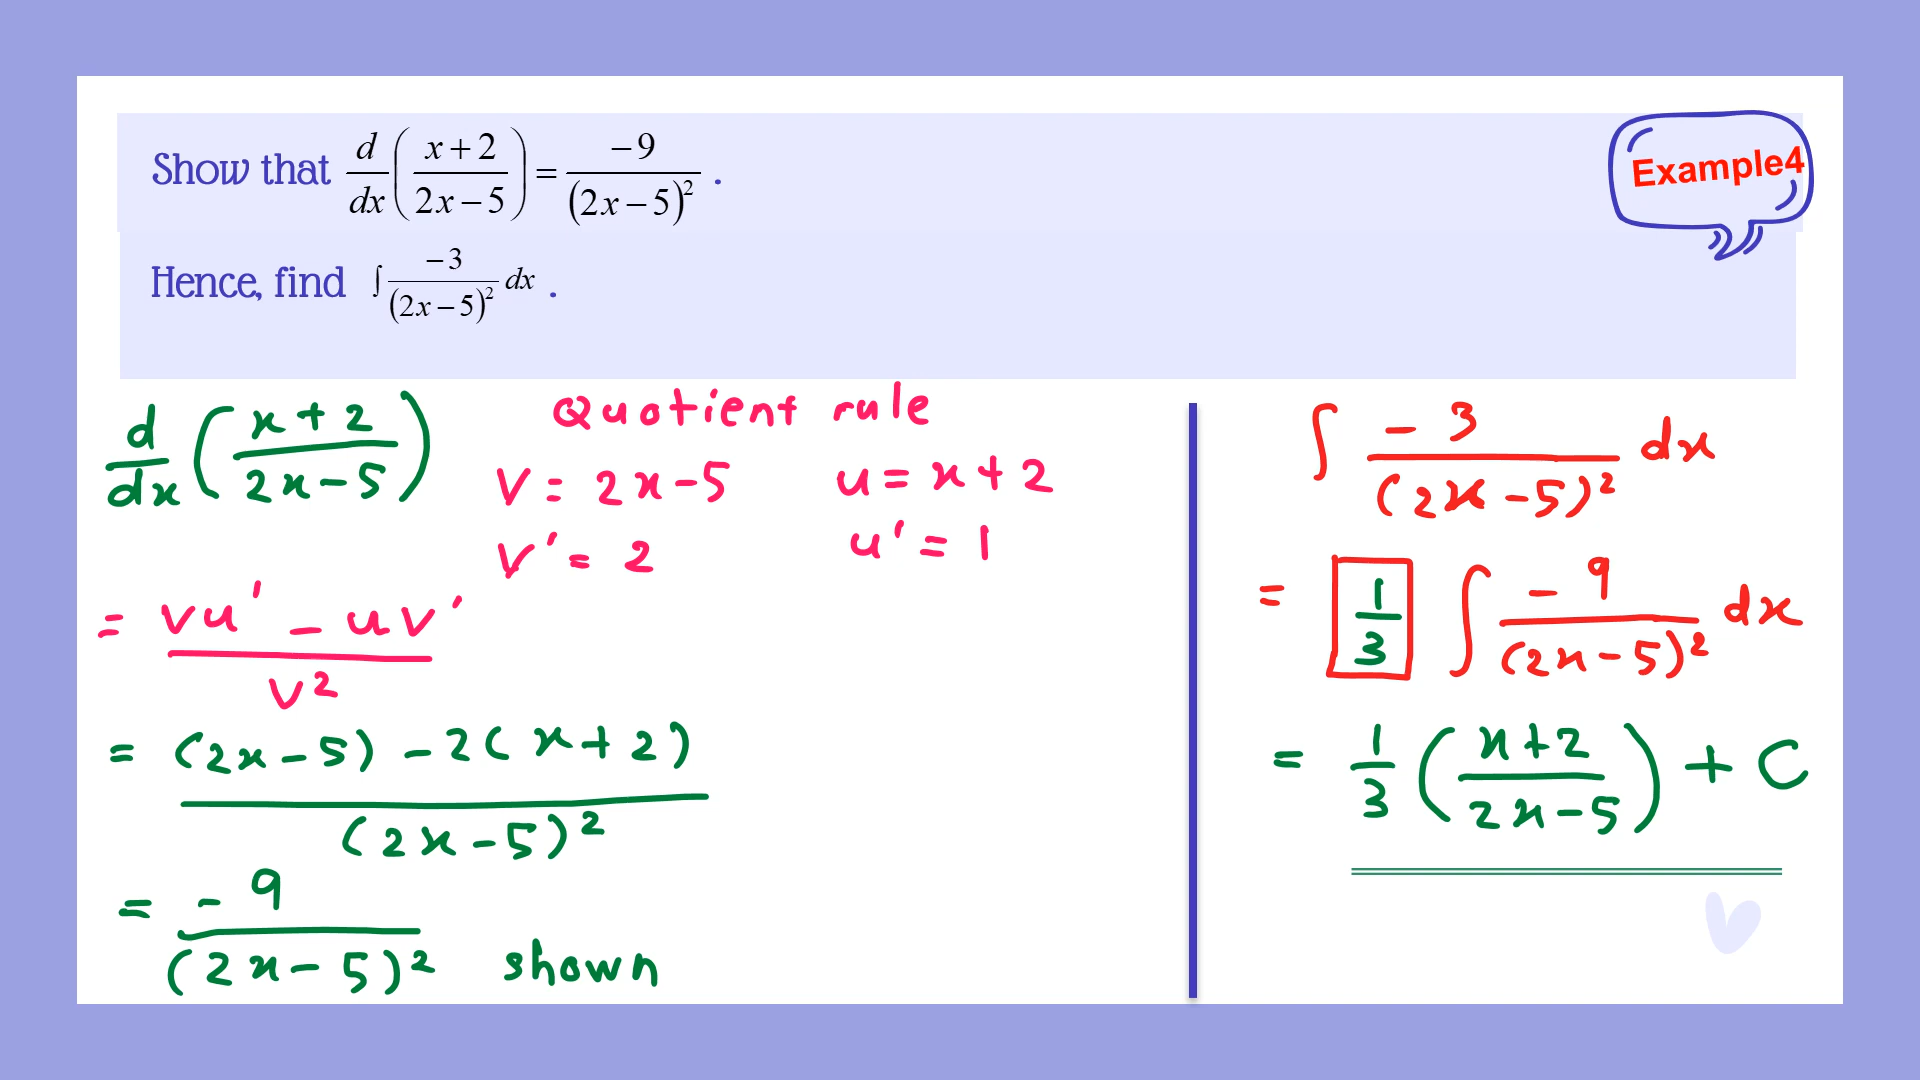 Show that d/dx((x+2)/(2x−5)) = −9/(2x−5)² .
Example4
Hence, find ∫ −3/(2x−5)² dx .
d/dx((x+2)/(2x−5))
Quotient rule
V = 2x−5 u = x+2
V' = 2 u' = 1
= (vu' − uv')/v²
= ((2x−5) −2(x+2))/(2x−5)²
= −9/(2x−5)² shown
∫ −3/(2x−5)² dx
= 1/3 ∫ −9/(2x−5)² dx
= 1/3((x+2)/(2x−5)) + C